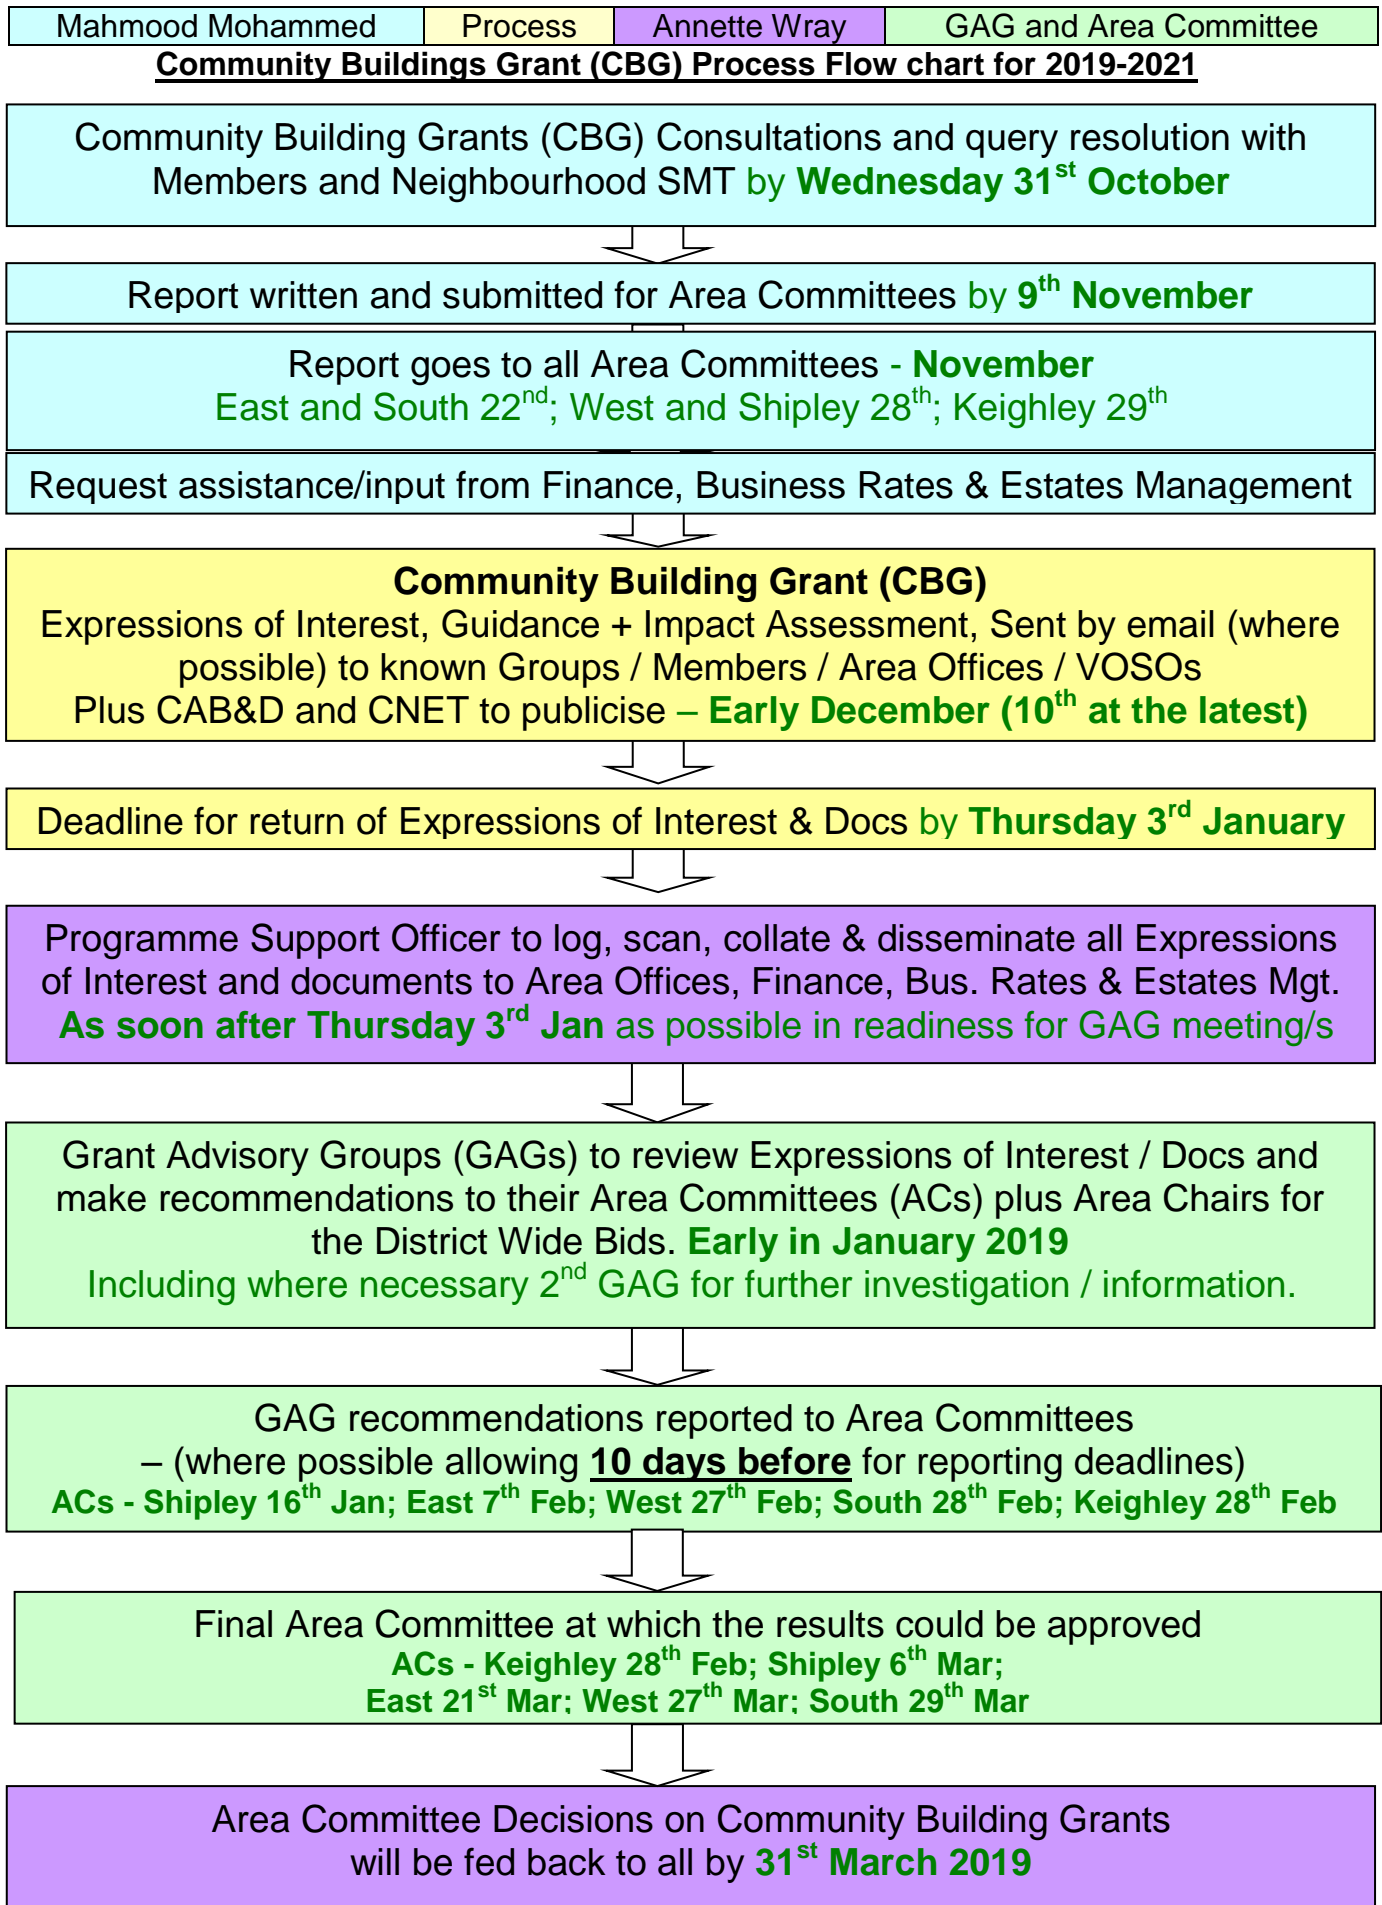 Mahmood Mohammed Process Annette Wray GAG and Area Committee
Community Buildings Grant (CBG) Process Flow chart for 2019-2021
Community Building Grants (CBG) Consultations and query resolution with
Members and Neighbourhood SMT by Wednesday 31st October
Report written and submitted for Area Committees by 9th November
Report goes to all Area Committees - November
East and South 22nd; West and Shipley 28th; Keighley 29th
Request assistance/input from Finance, Business Rates & Estates Management
Community Building Grant (CBG)
Expressions of Interest, Guidance + Impact Assessment, Sent by email (where
possible) to known Groups / Members / Area Offices / VOSOs
Plus CAB&D and CNET to publicise – Early December (10th at the latest)
Deadline for return of Expressions of Interest & Docs by Thursday 3rd January
Programme Support Officer to log, scan, collate & disseminate all Expressions
of Interest and documents to Area Offices, Finance, Bus. Rates & Estates Mgt.
As soon after Thursday 3rd Jan as possible in readiness for GAG meeting/s
Grant Advisory Groups (GAGs) to review Expressions of Interest / Docs and
make recommendations to their Area Committees (ACs) plus Area Chairs for
the District Wide Bids. Early in January 2019
Including where necessary 2nd GAG for further investigation / information.
GAG recommendations reported to Area Committees
– (where possible allowing 10 days before for reporting deadlines)
ACs - Shipley 16th Jan; East 7th Feb; West 27th Feb; South 28th Feb; Keighley 28th Feb
Final Area Committee at which the results could be approved
ACs - Keighley 28th Feb; Shipley 6th Mar;
East 21st Mar; West 27th Mar; South 29th Mar
Area Committee Decisions on Community Building Grants
will be fed back to all by 31st March 2019